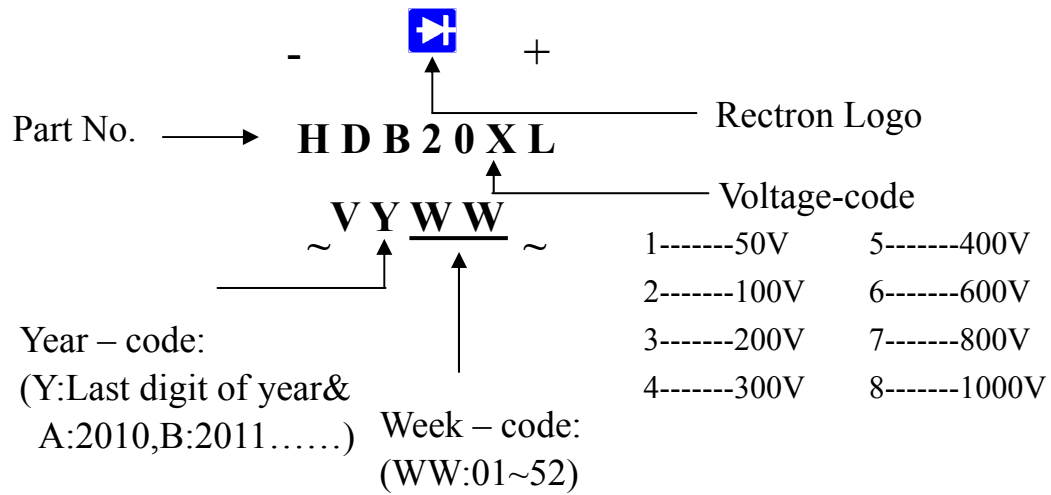 - +
Rectron Logo
Part No.
H D B 2 0 X L
Voltage-code
V Y W W
~ ~
1-------50V 5-------400V
2-------100V 6-------600V
3-------200V 7-------800V
4-------300V 8-------1000V
Year – code:
(Y:Last digit of year&
A:2010,B:2011……)
Week – code:
(WW:01~52)